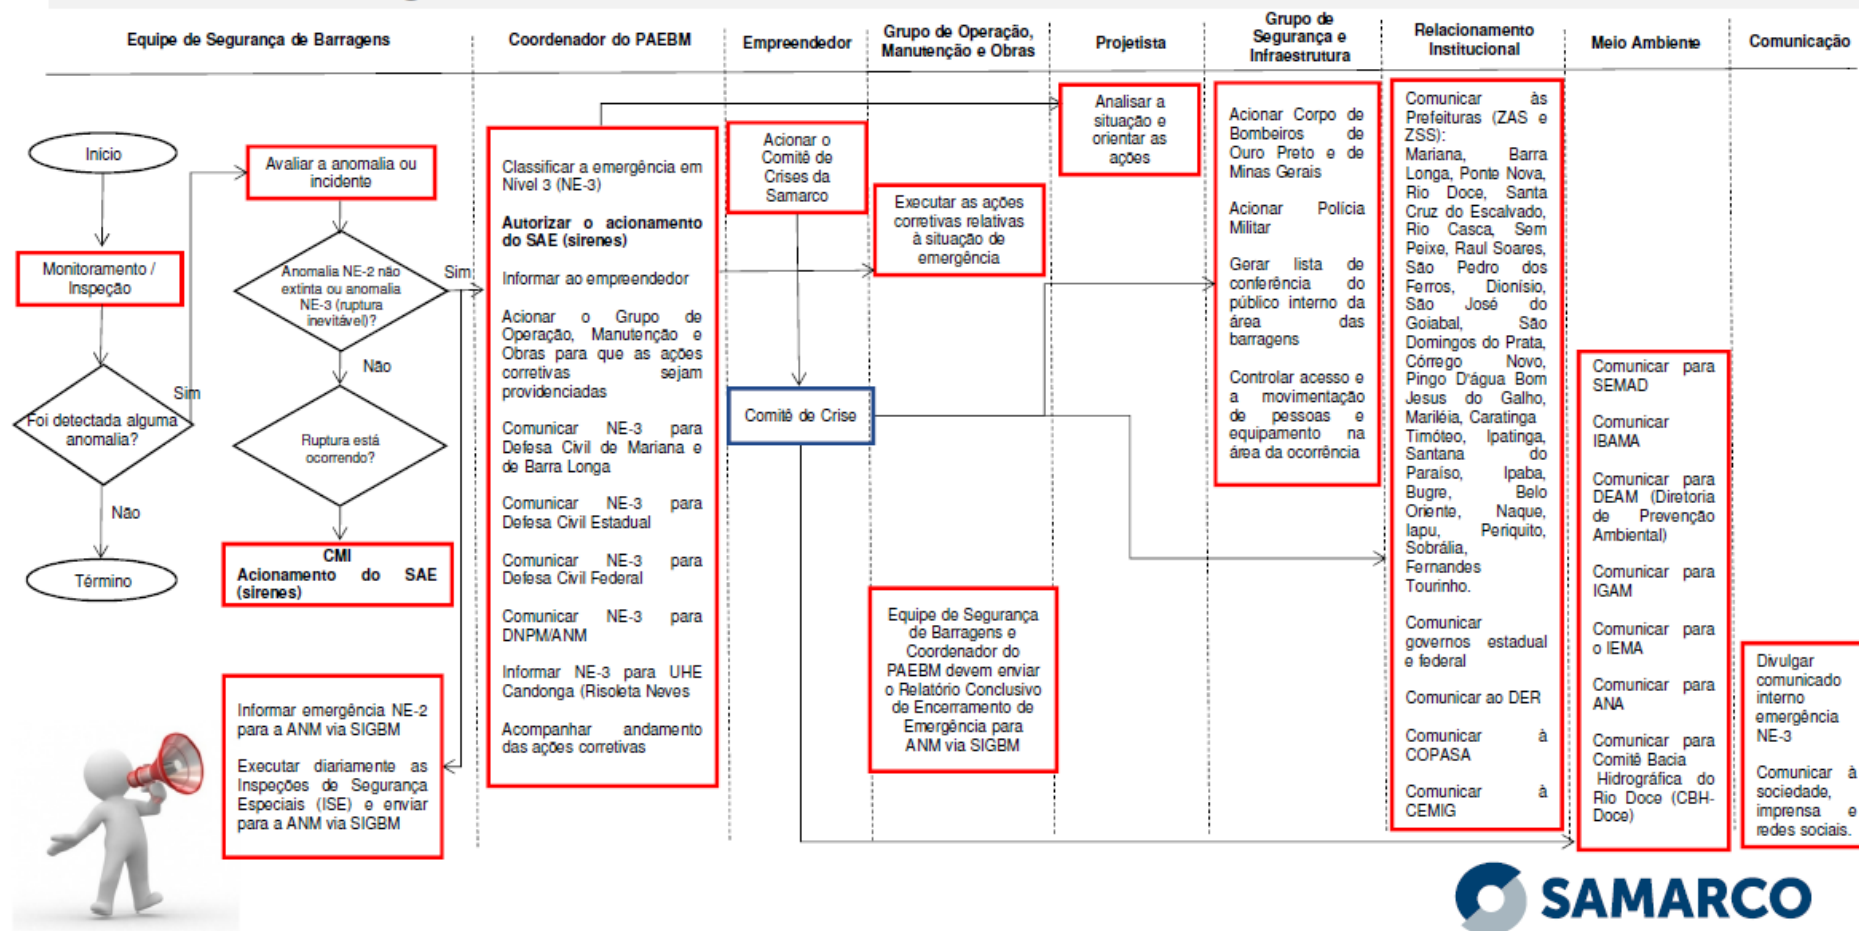 Equipe de Segurança de Barragens
Coordenador do PAEBM
Empreendedor
Grupo de Operação,
Manutenção e Obras
Projetista
Grupo de
Segurança e
Infraestrutura
Relacionamento
Institucional
Meio Ambiente
Comunicação
Início
Monitoramento /
Inspeção
Foi detectada alguma
anomalia?
Sim
Não
Término
Avaliar a anomalia ou
incidente
Anomalia NE-2 não
extinta ou anomalia
NE-3 (ruptura
inevitável)?
Sim
Não
Ruptura está
ocorrendo?
CMI
Acionamento do SAE
(sirenes)
Informar emergência NE-2
para a ANM via SIGBM
Executar diariamente as
Inspeções de Segurança
Especiais (ISE) e enviar
para a ANM via SIGBM
Classificar a emergência em
Nível 3 (NE-3)
Autorizar o acionamento
do SAE (sirenes)
Informar ao empreendedor
Acionar o Grupo de
Operação, Manutenção e
Obras para que as ações
corretivas sejam
providenciadas
Comunicar NE-3 para
Defesa Civil de Mariana e
de Barra Longa
Comunicar NE-3 para
Defesa Civil Estadual
Comunicar NE-3 para
Defesa Civil Federal
Comunicar NE-3 para
DNPM/ANM
Informar NE-3 para UHE
Candonga (Risoleta Neves
Acompanhar andamento
das ações corretivas
Acionar o
Comitê de
Crises da
Samarco
Comitê de Crise
Executar as ações
corretivas relativas
à situação de
emergência
Equipe de Segurança
de Barragens e
Coordenador do
PAEBM devem enviar
o Relatório Conclusivo
de Encerramento de
Emergência para
ANM via SIGBM
Analisar a
situação e
orientar as
ações
Acionar Corpo de
Bombeiros de
Ouro Preto e de
Minas Gerais
Acionar Polícia
Militar
Gerar lista de
conferência do
público interno da
área das
barragens
Controlar acesso e
a movimentação
de pessoas e
equipamento na
área da ocorrência
Comunicar às
Prefeituras (ZAS e
ZSS):
Mariana, Barra
Longa, Ponte Nova,
Rio Doce, Santa
Cruz do Escalvado,
Rio Casca, Sem
Peixe, Raul Soares,
São Pedro dos
Ferros, Dionísio,
São José do
Goiabal, São
Domingos do Prata,
Córrego Novo,
Pingo D'água Bom
Jesus do Galho,
Mariléia, Caratinga
Timóteo, Ipatinga,
Santana do
Paraíso, Ipaba,
Bugre, Belo
Oriente, Naque,
Iapu, Periquito,
Sobrália,
Fernandes
Tourinho.
Comunicar
governos estadual
e federal
Comunicar ao DER
Comunicar à
COPASA
Comunicar à
CEMIG
Comunicar para
SEMAD
Comunicar
IBAMA
Comunicar para
DEAM (Diretoria
de Prevenção
Ambiental)
Comunicar para
IGAM
Comunicar para
o IEMA
Comunicar para
ANA
Comunicar para
Comitê Bacia
Hidrográfica do
Rio Doce (CBH-
Doce)
Divulgar
comunicado
interno
emergência
NE-3
Comunicar à
sociedade,
imprensa e
redes sociais.
SAMARCO